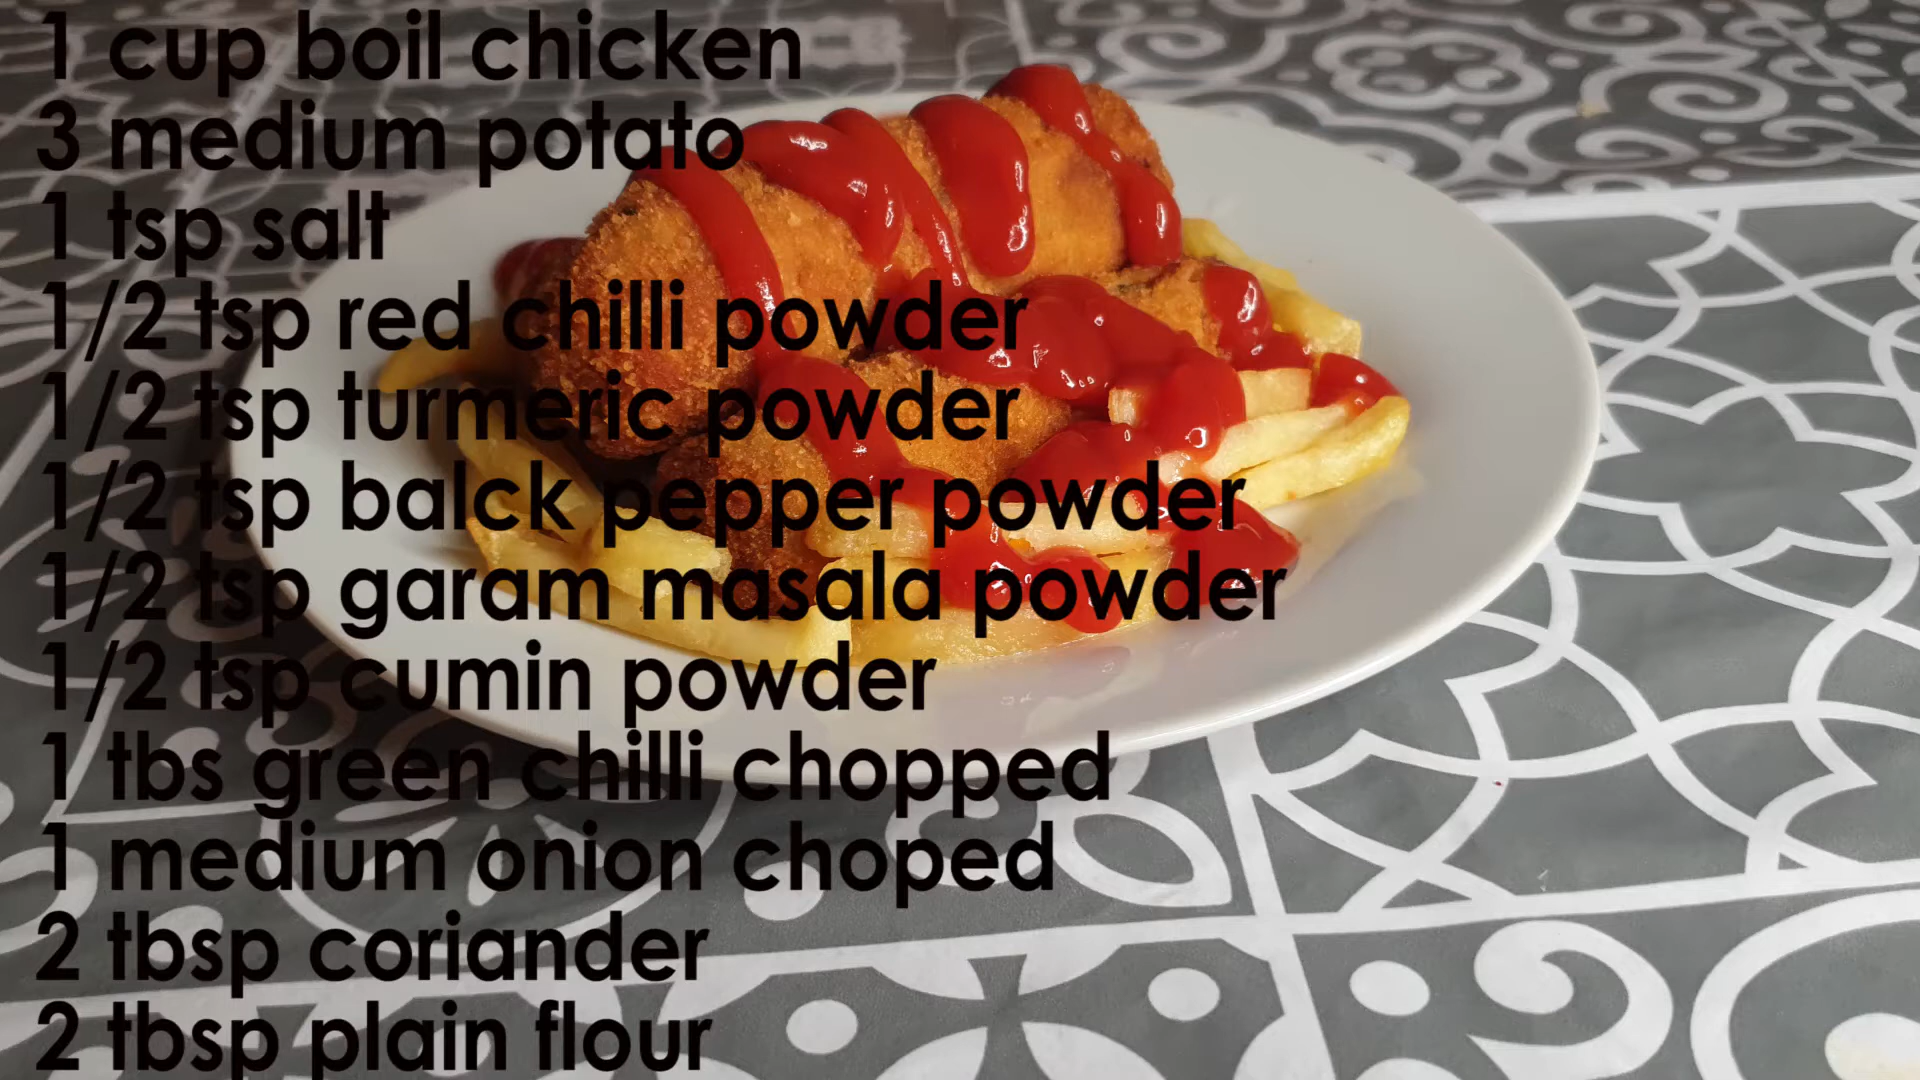 1 cup boil chicken
3 medium potato
1 tsp salt
1/2 tsp red chilli powder
1/2 tsp turmeric powder
1/2 tsp balck pepper powder
1/2 tsp garam masala powder
1/2 tsp cumin powder
1 tbs green chilli chopped
1 medium onion choped
2 tbsp coriander
2 tbsp plain flour